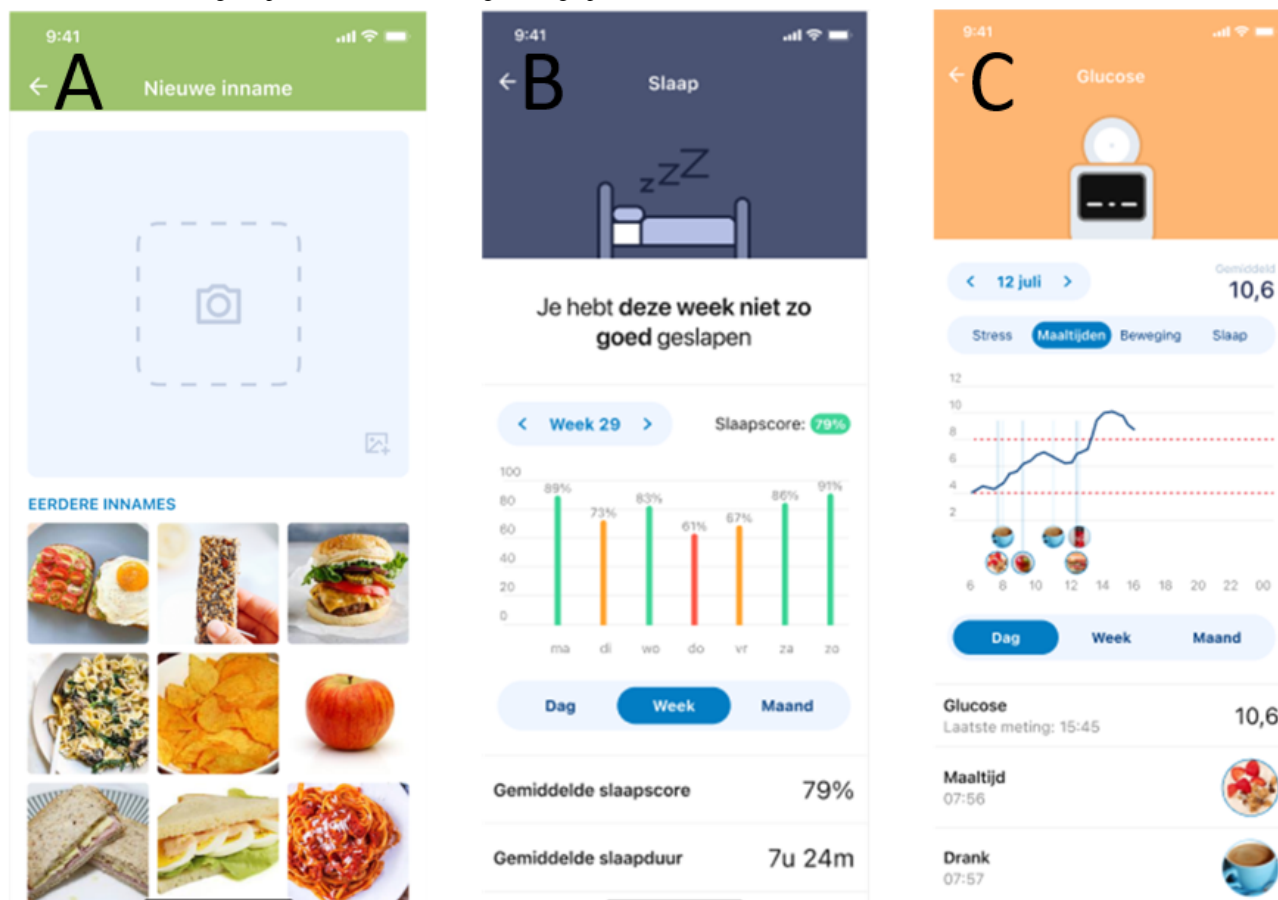 9:41
A
Nieuwe inname
EERDERE INNAMES
9:41
B
Slaap
zzZ
Je hebt deze week niet zo
goed geslapen
Week 29
Slaapscore: 79%
100
80
60
40
20
0
89%
73%
83%
61%
67%
86%
91%
ma di wo do vr za zo
Dag Week Maand
Gemiddelde slaapscore 79%
Gemiddelde slaapduur 7u 24m
9:41
C
Glucose
12 juli
Gemiddeld
10,6
Stress Maaltijden Beweging Slaap
12
10
8
6
4
2
6 8 10 12 14 16 18 20 22 00
Dag Week Maand
Glucose
Laatste meting: 15:45
10,6
Maaltijd
07:56
Drank
07:57